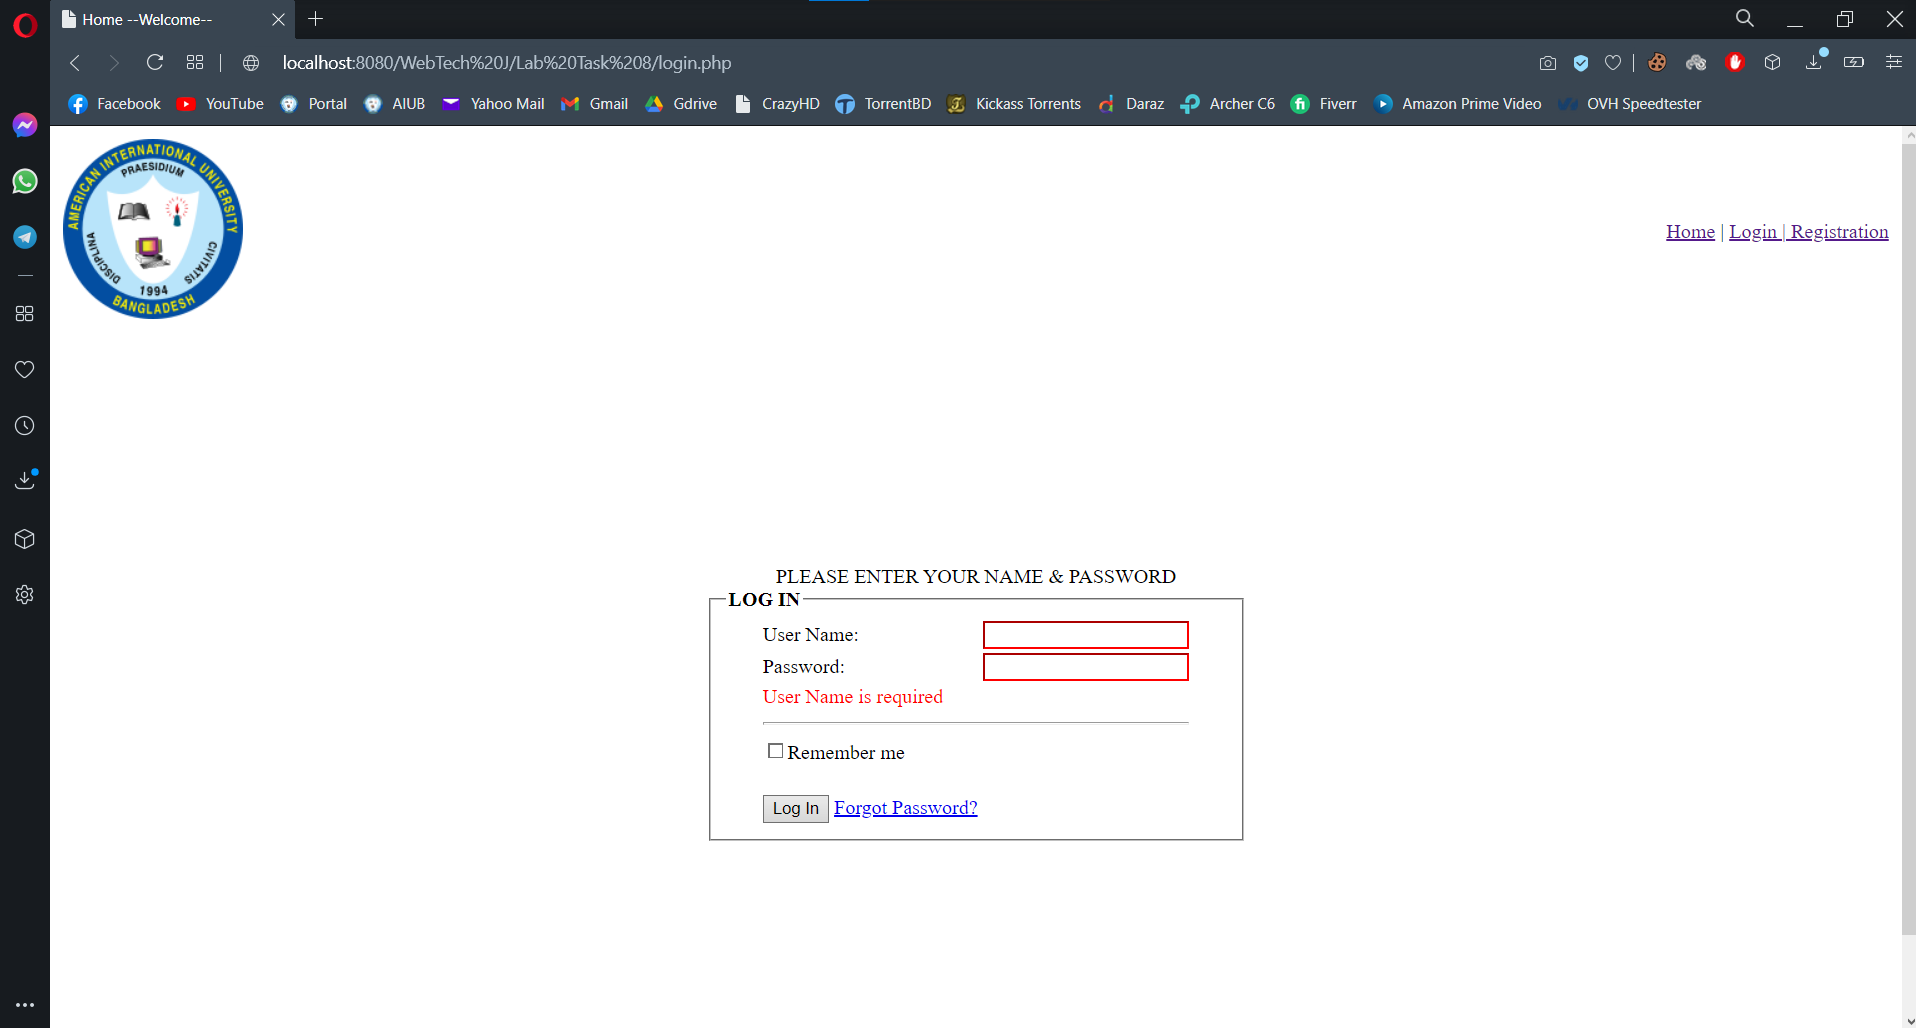 Home --Welcome--
localhost:8080/WebTech%20J/Lab%20Task%208/login.php
Facebook YouTube Portal AIUB Yahoo Mail Gmail Gdrive CrazyHD TorrentBD Kickass Torrents Daraz Archer C6 Fiverr Amazon Prime Video OVH Speedtester
AMERICAN INTERNATIONAL UNIVERSITY
PRAESIDIUM
DISCIPLINA
CIVITATIS
1994
BANGLADESH
Home | Login | Registration
PLEASE ENTER YOUR NAME & PASSWORD
LOG IN
User Name:
Password:
User Name is required
Remember me
Log In Forgot Password?